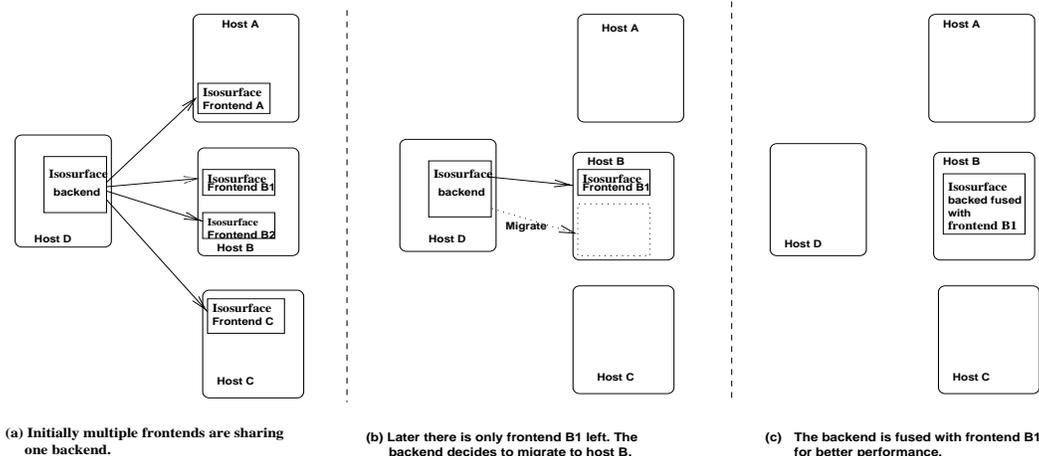 Host A
Isosurface
Frontend A
Isosurface
backend
Host D
Isosurface
Frontend B1
Isosurface
Frontend B2
Host B
Isosurface
Frontend C
Host C
(a) Initially multiple frontends are sharing
one backend.
Host A
Isosurface
backend
Host D
Host B
Isosurface
Frontend B1
Migrate
Host C
(b) Later there is only frontend B1 left. The
backend decides to migrate to host B.
Host A
Host D
Host B
Isosurface
backed fused
with
frontend B1
Host C
(c) The backend is fused with frontend B1
for better performance.